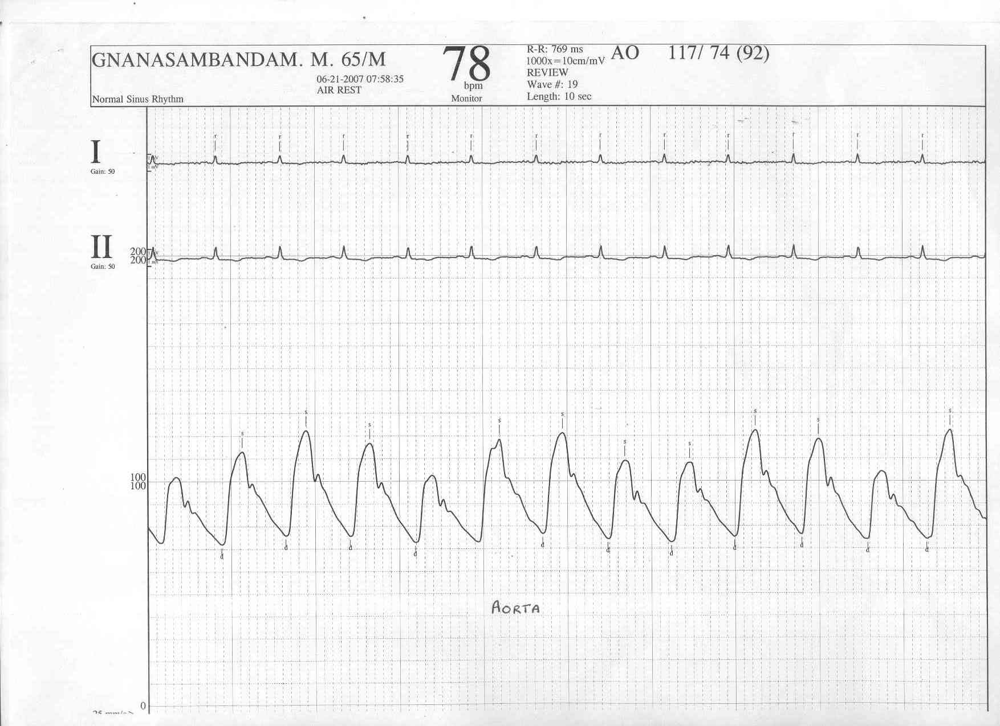 GNANASAMBANDAM. M. 65/M
06-21-2007 07:58:35
AIR REST
Normal Sinus Rhythm
78
bpm
Monitor
R-R: 769 ms
1000x=10cm/mV
REVIEW
Wave #: 19
Length: 10 sec
AO 117/ 74 (92)
r r r r r r r r r r r r
I
Gain: 50
II
Gain: 50
200
200
s s s s s s s s s s
100
100
d d d d d d d d d d d
AORTA
0